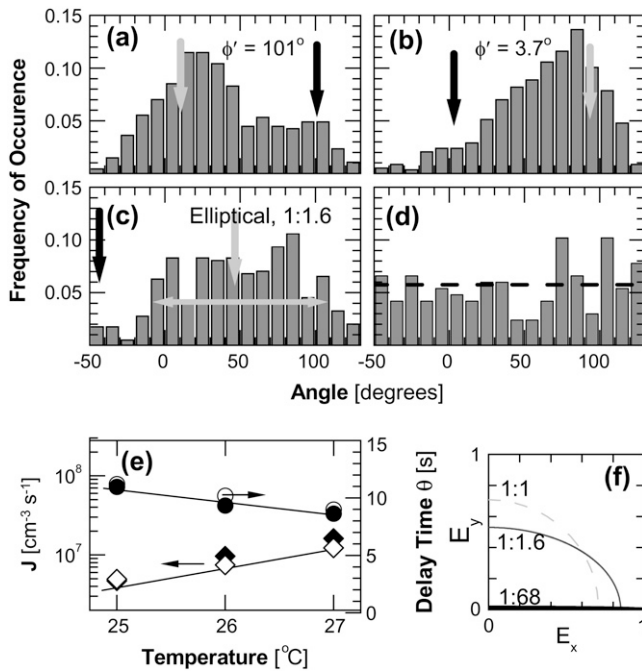 (a)
ϕ′ = 101°
(b)
ϕ′ = 3.7°
0.15
0.10
0.05
Frequency of Occurence
0.15
(c)
Elliptical, 1:1.6
(d)
0.10
0.05
-50 0 50 100 -50 0 50 100
Angle [degrees]
(e)
J [cm⁻³ s⁻¹]
10⁸
10⁷
15
10
5
0
Delay Time θ [s]
25 26 27
Temperature [°C]
(f)
1
E_y
1:1
1:1.6
1:68
0
0 1
E_x